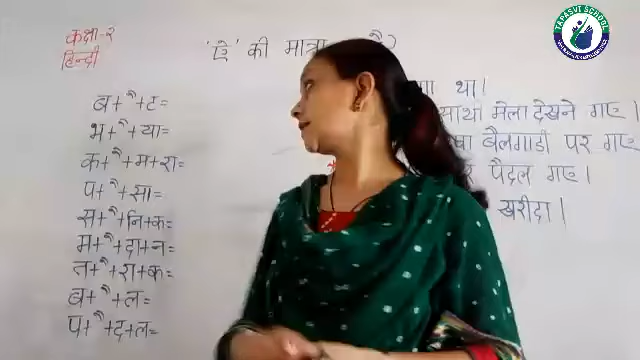 TAPASVI SCHOOL
कक्षा-२
हिन्दी
'ऐ' की मात्रा
ब+ ै+ठ=
भ+ ै+या=
क+ ै+म+रा=
प+ ै+सा=
स+ ै+नि+क=
म+ ै+दा+न=
त+ ै+रा+क=
ब+ ै+ल=
प+ ै+द+ल=
था।
साथ मेला देखने गए।
बैलगाडी पर गए
पैदल गए।
खरीदा।